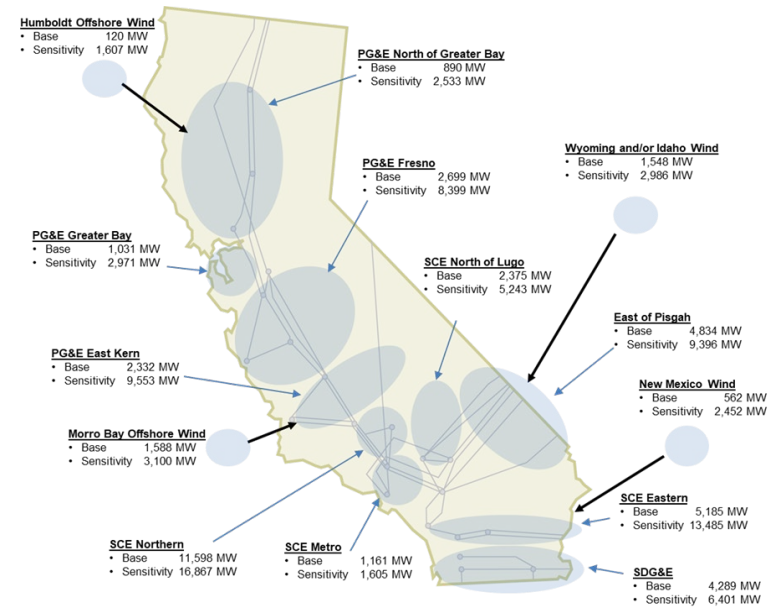 Humboldt Offshore Wind
• Base 120 MW
• Sensitivity 1,607 MW
PG&E North of Greater Bay
• Base 890 MW
• Sensitivity 2,533 MW
Wyoming and/or Idaho Wind
• Base 1,548 MW
• Sensitivity 2,986 MW
PG&E Fresno
• Base 2,699 MW
• Sensitivity 8,399 MW
PG&E Greater Bay
• Base 1,031 MW
• Sensitivity 2,971 MW
SCE North of Lugo
• Base 2,375 MW
• Sensitivity 5,243 MW
East of Pisgah
• Base 4,834 MW
• Sensitivity 9,396 MW
PG&E East Kern
• Base 2,332 MW
• Sensitivity 9,553 MW
New Mexico Wind
• Base 562 MW
• Sensitivity 2,452 MW
Morro Bay Offshore Wind
• Base 1,588 MW
• Sensitivity 3,100 MW
SCE Eastern
• Base 5,185 MW
• Sensitivity 13,485 MW
SCE Northern
• Base 11,598 MW
• Sensitivity 16,867 MW
SCE Metro
• Base 1,161 MW
• Sensitivity 1,605 MW
SDG&E
• Base 4,289 MW
• Sensitivity 6,401 MW